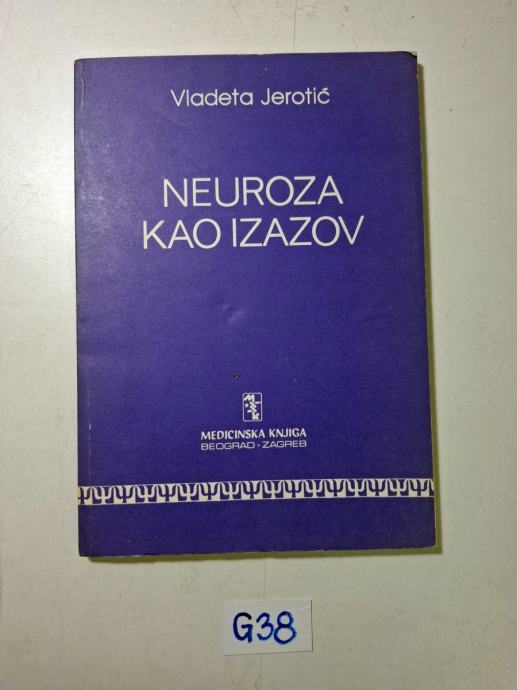 Vladeta Jerotić
NEUROZA
KAO IZAZOV
MEDICINSKA KNJIGA
BEOGRAD - ZAGREB
G38